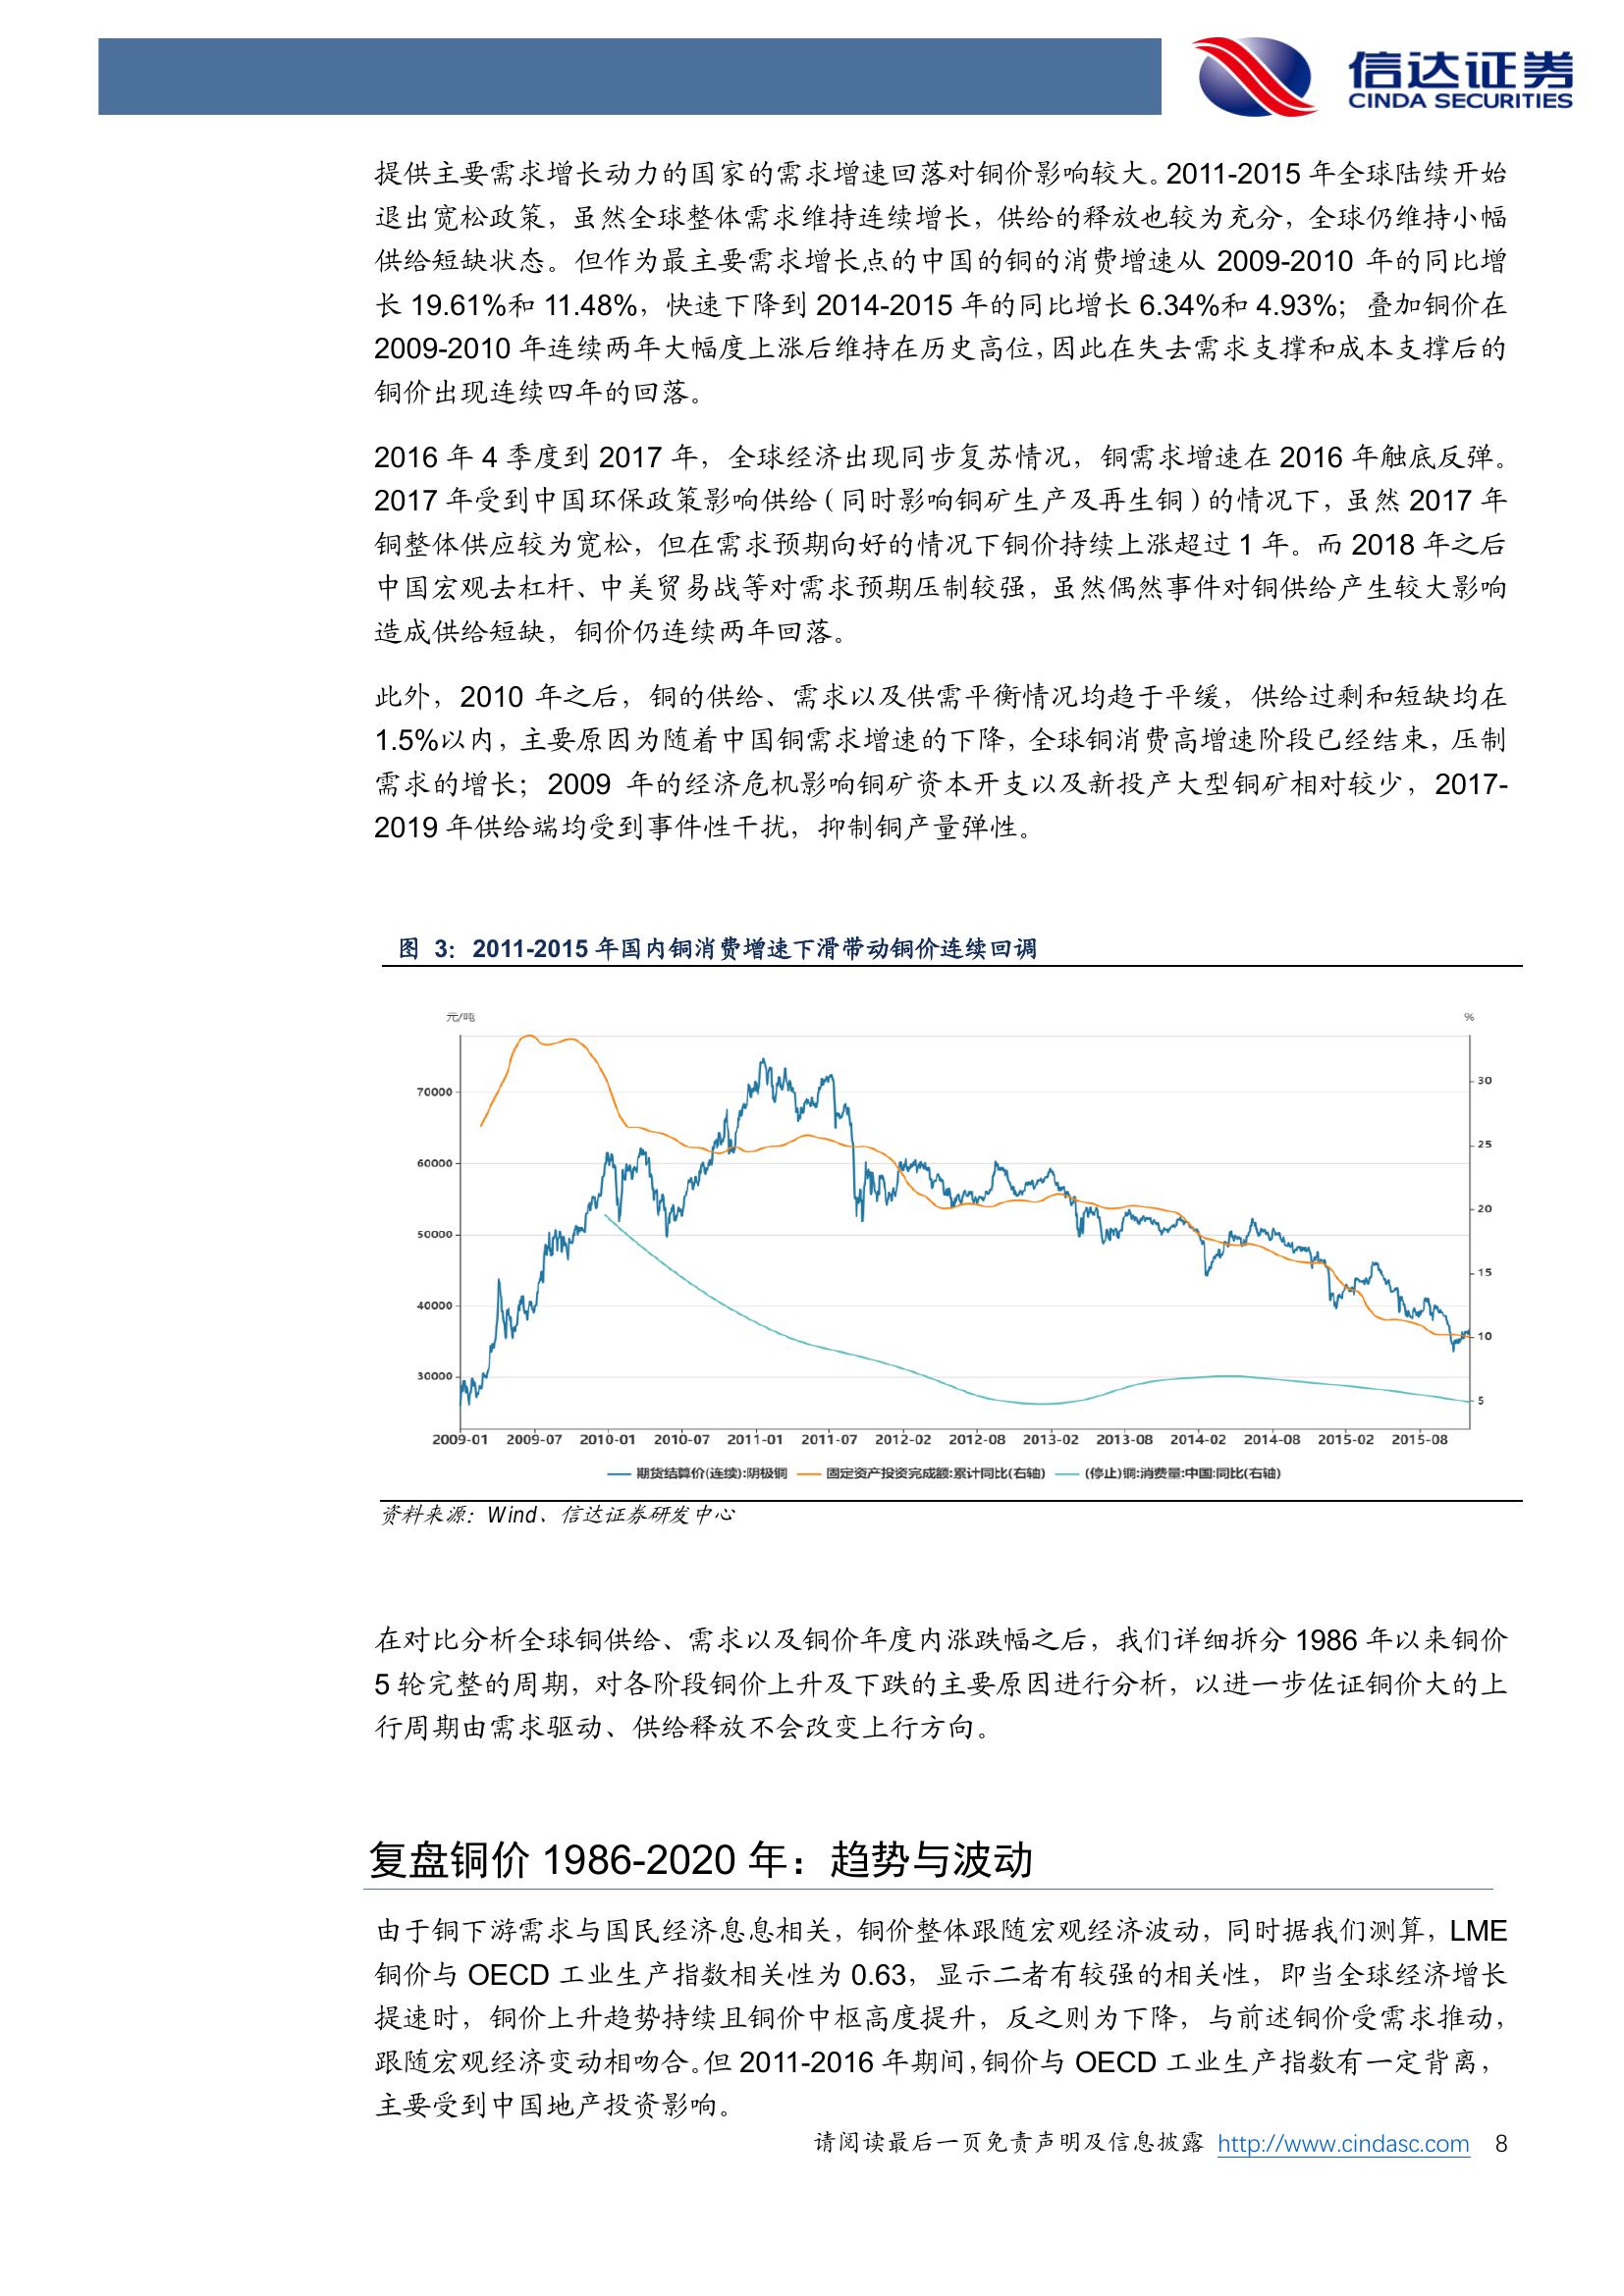 信达证券
CINDA SECURITIES
提供主要需求增长动力的国家的需求增速回落对铜价影响较大。2011-2015 年全球陆续开始
退出宽松政策，虽然全球整体需求维持连续增长，供给的释放也较为充分，全球仍维持小幅
供给短缺状态。但作为最主要需求增长点的中国的铜的消费增速从 2009-2010 年的同比增
长 19.61%和 11.48%，快速下降到 2014-2015 年的同比增长 6.34%和 4.93%；叠加铜价在
2009-2010 年连续两年大幅度上涨后维持在历史高位，因此在失去需求支撑和成本支撑后的
铜价出现连续四年的回落。
2016 年 4 季度到 2017 年，全球经济出现同步复苏情况，铜需求增速在 2016 年触底反弹。
2017 年受到中国环保政策影响供给（同时影响铜矿生产及再生铜）的情况下，虽然 2017 年
铜整体供应较为宽松，但在需求预期向好的情况下铜价持续上涨超过 1 年。而 2018 年之后
中国宏观去杠杆、中美贸易战等对需求预期压制较强，虽然偶然事件对铜供给产生较大影响
造成供给短缺，铜价仍连续两年回落。
此外，2010 年之后，铜的供给、需求以及供需平衡情况均趋于平缓，供给过剩和短缺均在
1.5%以内，主要原因为随着中国铜需求增速的下降，全球铜消费高增速阶段已经结束，压制
需求的增长；2009 年的经济危机影响铜矿资本开支以及新投产大型铜矿相对较少，2017-
2019 年供给端均受到事件性干扰，抑制铜产量弹性。
图 3：2011-2015 年国内铜消费增速下滑带动铜价连续回调
元/吨 %
70000
60000
50000
40000
30000
30
25
20
15
10
5
2009-01 2009-07 2010-01 2010-07 2011-01 2011-07 2012-02 2012-08 2013-02 2013-08 2014-02 2014-08 2015-02 2015-08
期货结算价(连续):阴极铜 固定资产投资完成额:累计同比(右轴) (停止)铜:消费量:中国:同比(右轴)
资料来源：Wind、信达证券研发中心
在对比分析全球铜供给、需求以及铜价年度内涨跌幅之后，我们详细拆分 1986 年以来铜价
5 轮完整的周期，对各阶段铜价上升及下跌的主要原因进行分析，以进一步佐证铜价大的上
行周期由需求驱动、供给释放不会改变上行方向。
复盘铜价 1986-2020 年：趋势与波动
由于铜下游需求与国民经济息息相关，铜价整体跟随宏观经济波动，同时据我们测算，LME
铜价与 OECD 工业生产指数相关性为 0.63，显示二者有较强的相关性，即当全球经济增长
提速时，铜价上升趋势持续且铜价中枢高度提升，反之则为下降，与前述铜价受需求推动，
跟随宏观经济变动相吻合。但 2011-2016 年期间，铜价与 OECD 工业生产指数有一定背离，
主要受到中国地产投资影响。
请阅读最后一页免责声明及信息披露 http://www.cindasc.com 8